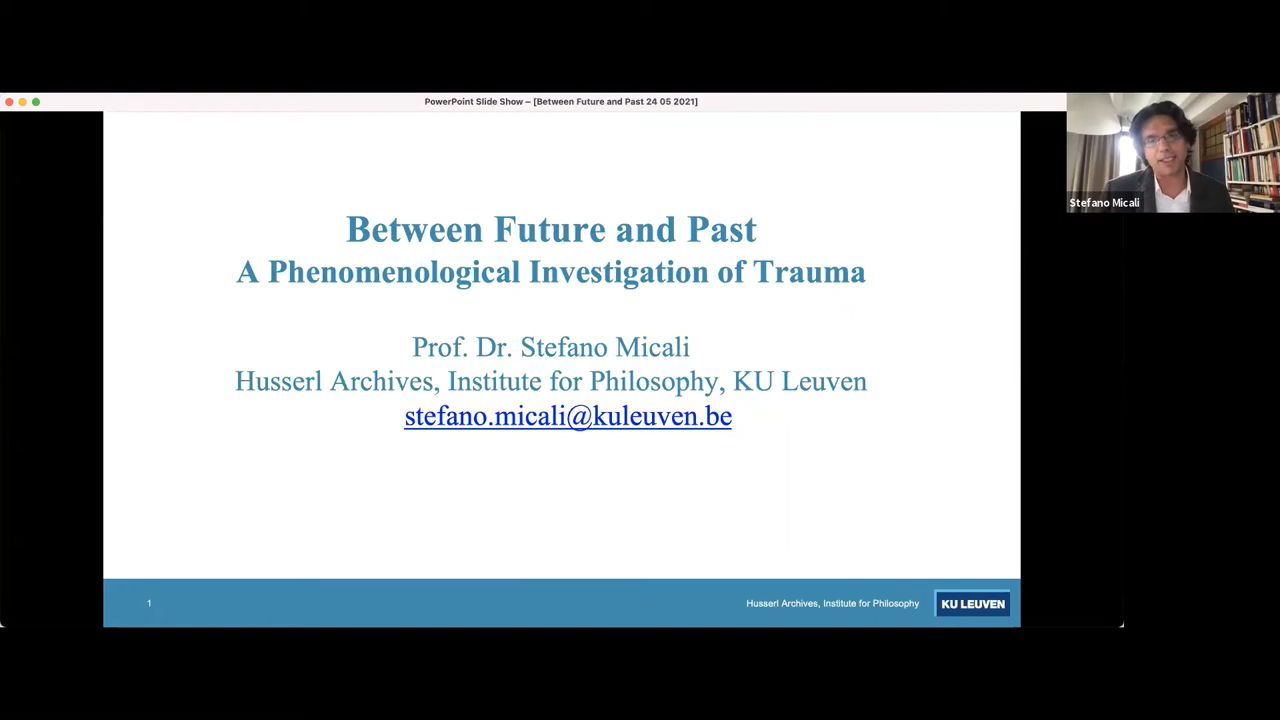 PowerPoint Slide Show – [Between Future and Past 24 05 2021]
Stefano Micali
Between Future and Past
A Phenomenological Investigation of Trauma
Prof. Dr. Stefano Micali
Husserl Archives, Institute for Philosophy, KU Leuven
stefano.micali@kuleuven.be
1
Husserl Archives, Institute for Philosophy
KU LEUVEN